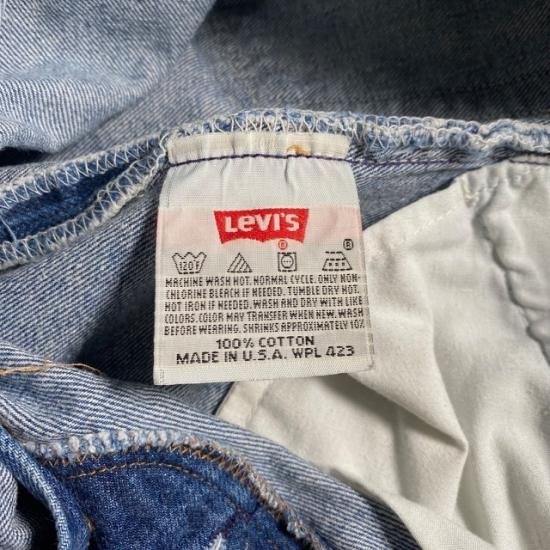 LEVI'S
®
120F ®
MACHINE WASH HOT. NORMAL CYCLE. ONLY NON-
CHLORINE BLEACH IF NEEDED. TUMBLE DRY HOT.
HOT IRON IF NEEDED. WASH AND DRY WITH LIKE
COLORS. COLOR MAY TRANSFER WHEN NEW. WASH
BEFORE WEARING. SHRINKS APPROXIMATELY 10%
100% COTTON
MADE IN U.S.A. WPL 423